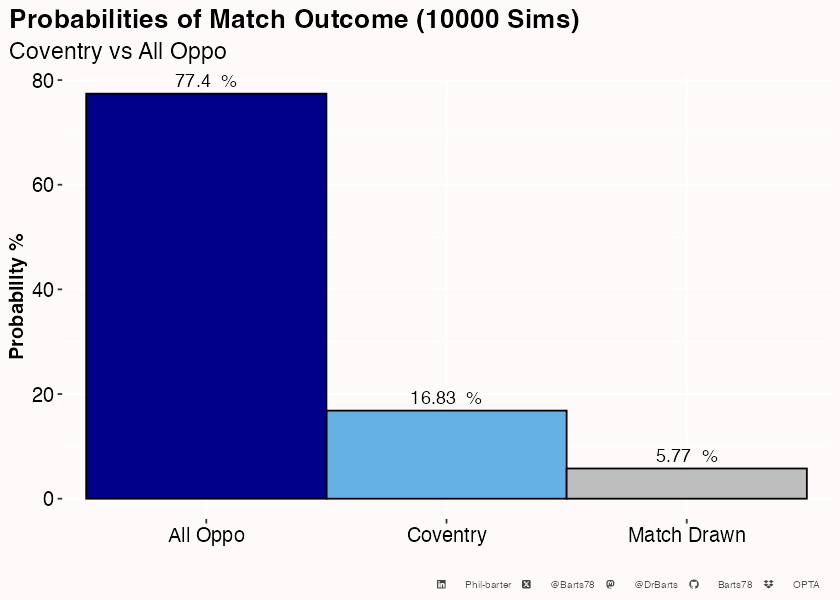 Probabilities of Match Outcome (10000 Sims)
Coventry vs All Oppo
80
77.4 %
60
Probability %
40
20
16.83 %
5.77 %
0
All Oppo Coventry Match Drawn
Phil-barter @Barts78 @DrBarts Barts78 OPTA